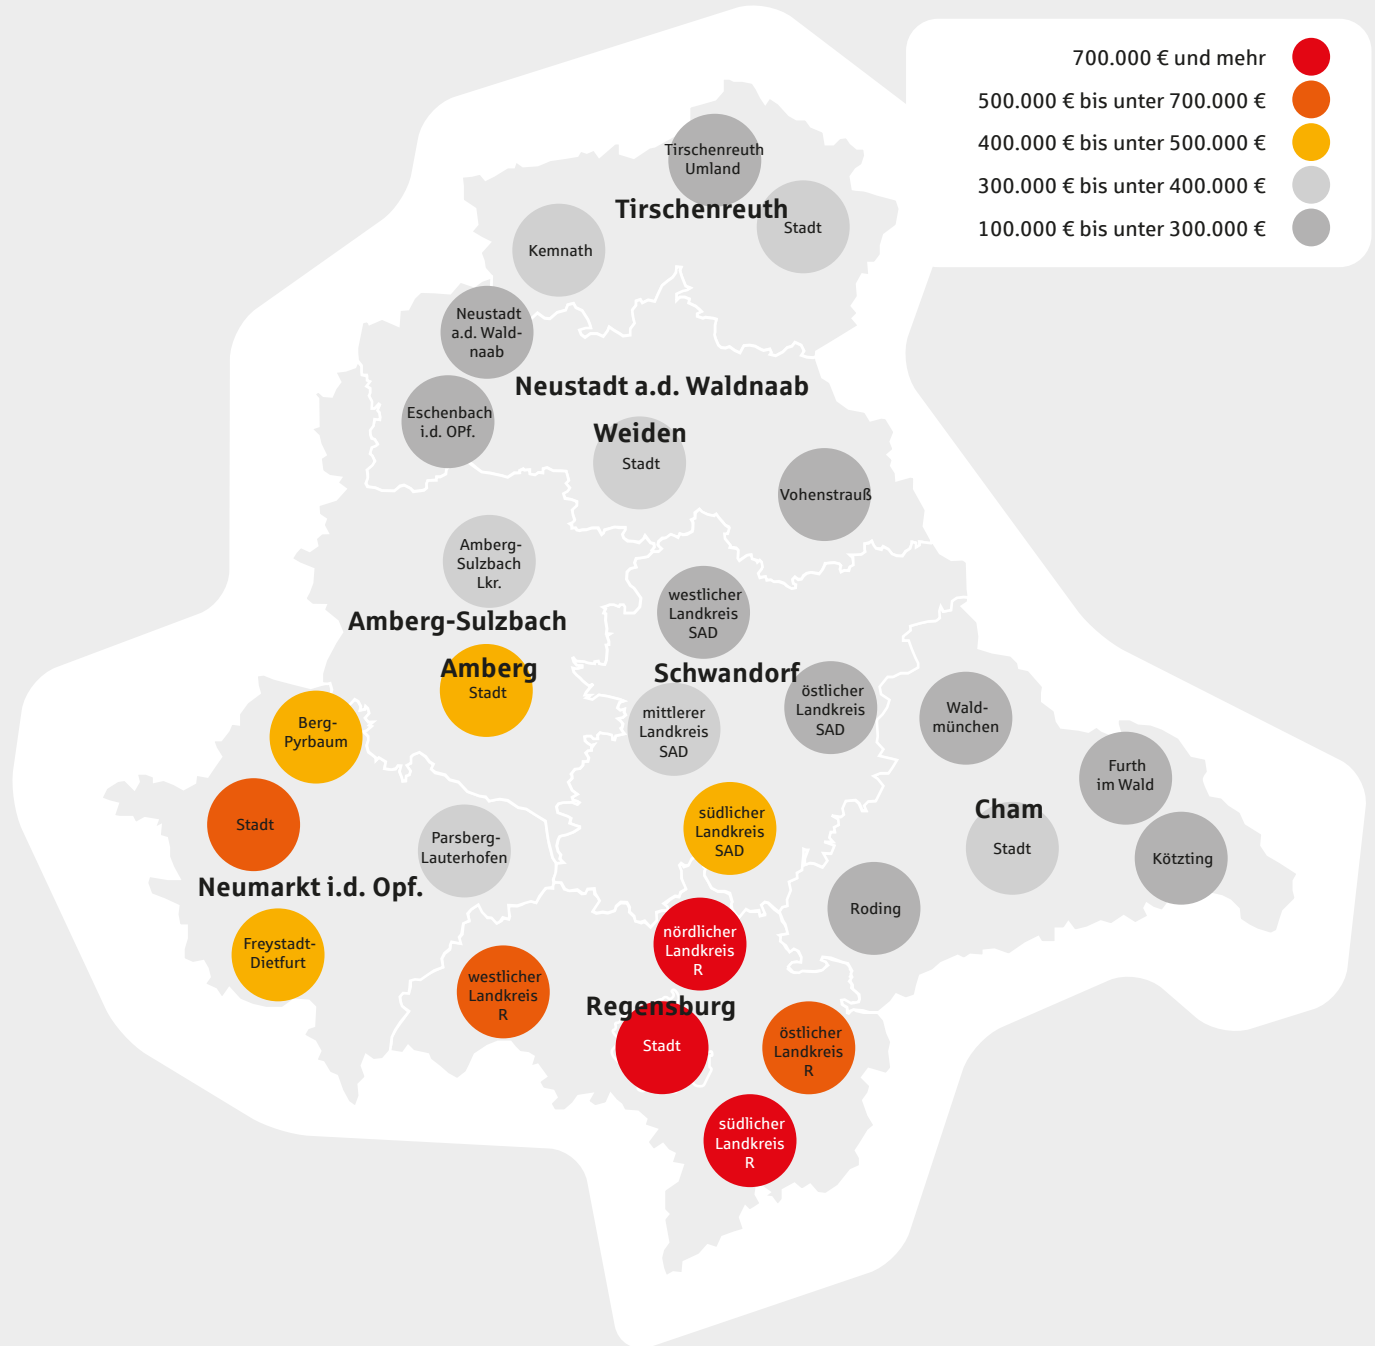 700.000 € und mehr
500.000 € bis unter 700.000 €
400.000 € bis unter 500.000 €
300.000 € bis unter 400.000 €
100.000 € bis unter 300.000 €
Tirschenreuth
Umland
Tirschenreuth
Stadt
Kemnath
Neustadt
a.d. Wald-
naab
Neustadt a.d. Waldnaab
Eschenbach
i.d. OPf.
Weiden
Stadt
Vohenstrauß
Amberg-
Sulzbach
Lkr.
Amberg-Sulzbach
Amberg
Stadt
westlicher
Landkreis
SAD
Schwandorf
östlicher
Landkreis
SAD
mittlerer
Landkreis
SAD
südlicher
Landkreis
SAD
Wald-
münchen
Furth
im Wald
Cham
Stadt
Kötzting
Roding
Berg-
Pyrbaum
Stadt
Parsberg-
Lauterhofen
Neumarkt i.d. Opf.
Freystadt-
Dietfurt
nördlicher
Landkreis
R
westlicher
Landkreis
R
Regensburg
Stadt
östlicher
Landkreis
R
südlicher
Landkreis
R